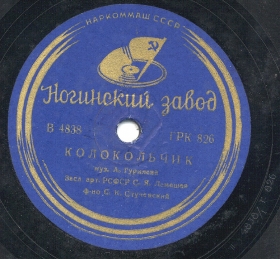 НАРКОММАШ СССР
Ногинский завод
В 4838 ГРК 826
КОЛОКОЛЬЧИК
муз. А. Гурилева
Засл. арт. РСФСР С. Я. Лемешев
Ф-но С. К. Стучевский